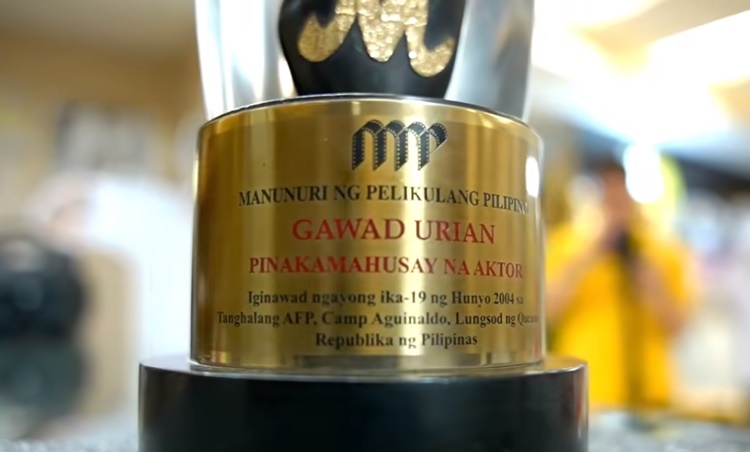 MPP
MANUNURI NG PELIKULANG PILIPINO
GAWAD URIAN
PINAKAMAHUSAY NA AKTOR
Iginawad ngayong ika-19 ng Hunyo 2004 sa
Tanghalang AFP, Camp Aguinaldo, Lungsod ng
Republika ng Pilipinas